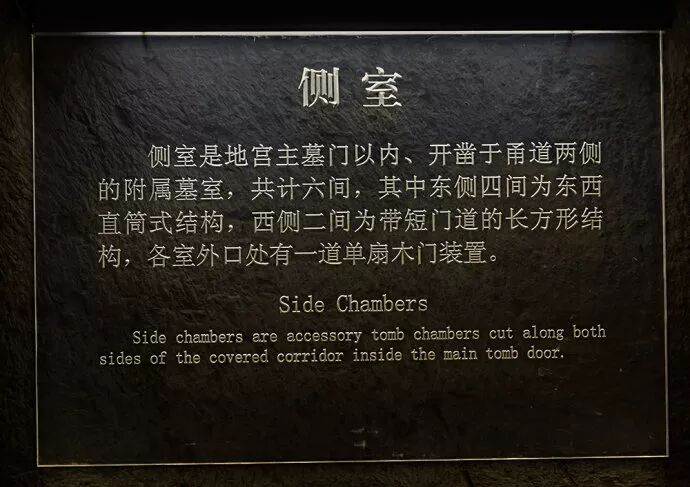 侧室
侧室是地宫主墓门以内、开凿于甬道两侧
的附属墓室，共计六间，其中东侧四间为东西
直筒式结构，西侧二间为带短门道的长方形结
构，各室外口处有一道单扇木门装置。
Side Chambers
Side chambers are accessory tomb chambers cut along both
sides of the covered corridor inside the main tomb door.